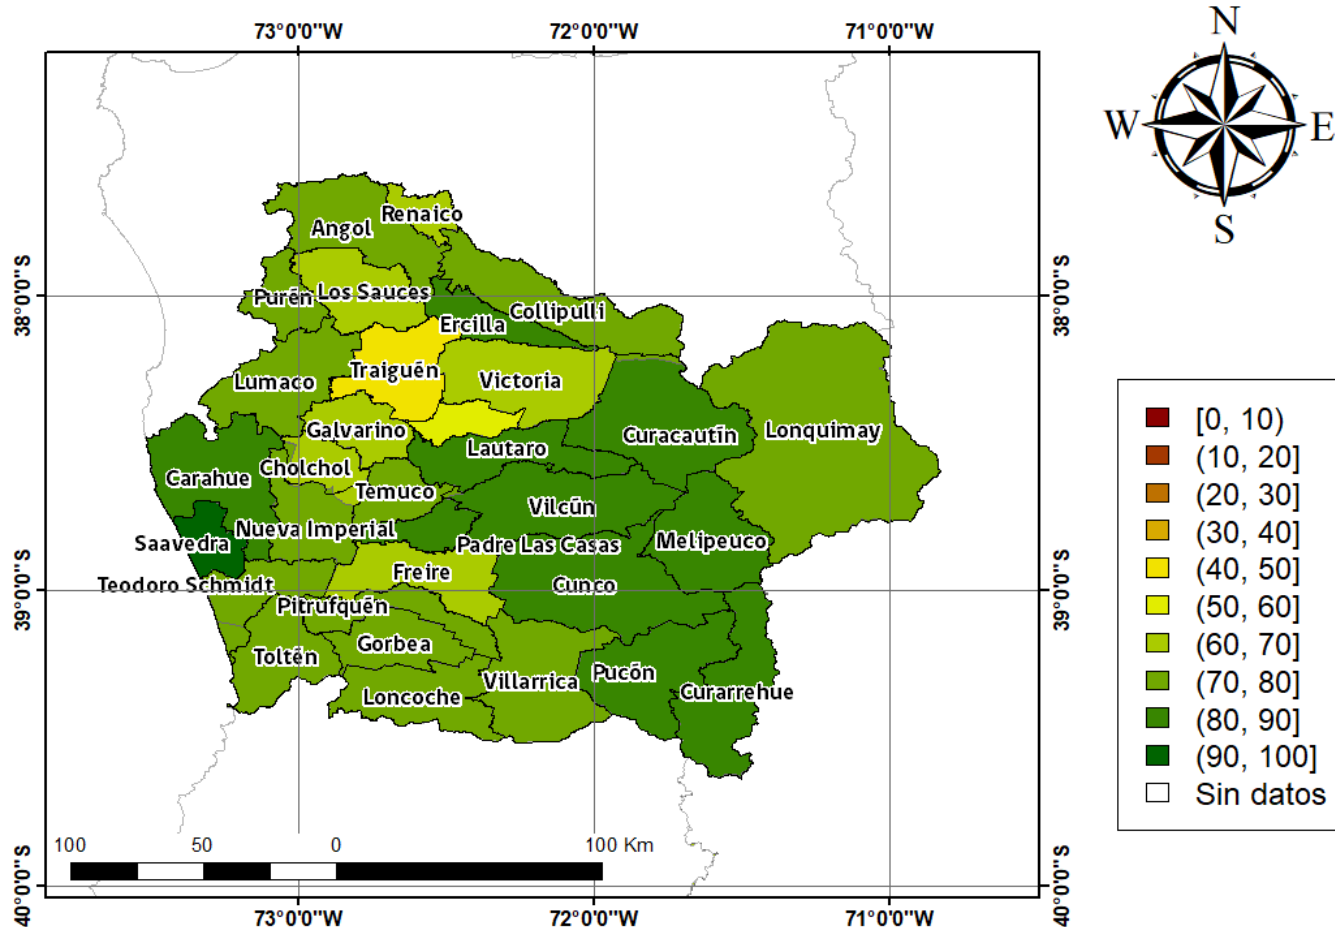 73°0'0"W 72°0'0"W 71°0'0"W
N
W E
S
38°0'0"S 38°0'0"S
39°0'0"S 39°0'0"S
40°0'0"S 40°0'0"S
Renaico
Angol
Los Sauces
Purén
Collipulli
Ercilla
Traiguén
Victoria
Lumaco
Galvarino
Lonquimay
Curacautín
Lautaro
Cholchol
Carahue
Temuco
Vilcún
Nueva Imperial
Saavedra
Padre Las Casas
Melipeuco
Freire
Teodoro Schmidt
Cunco
Pitrufquén
Gorbea
Toltén
Pucón
Villarrica
Curarrehue
Loncoche
100 50 0 100 Km
73°0'0"W 72°0'0"W 71°0'0"W
[0, 10)
(10, 20]
(20, 30]
(30, 40]
(40, 50]
(50, 60]
(60, 70]
(70, 80]
(80, 90]
(90, 100]
Sin datos